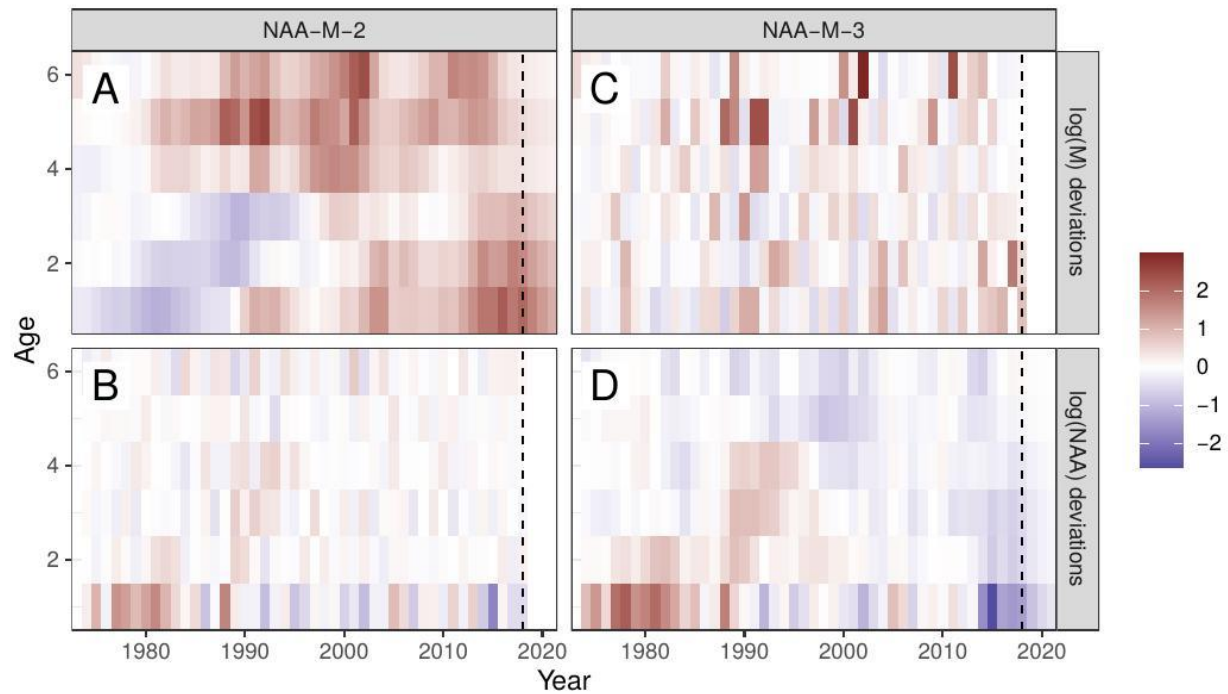 NAA−M−2
NAA−M−3
A
C
6
4
2
log(M) deviations
Age
B
D
6
4
2
log(NAA) deviations
2
1
0
−1
−2
1980 1990 2000 2010 2020
1980 1990 2000 2010 2020
Year